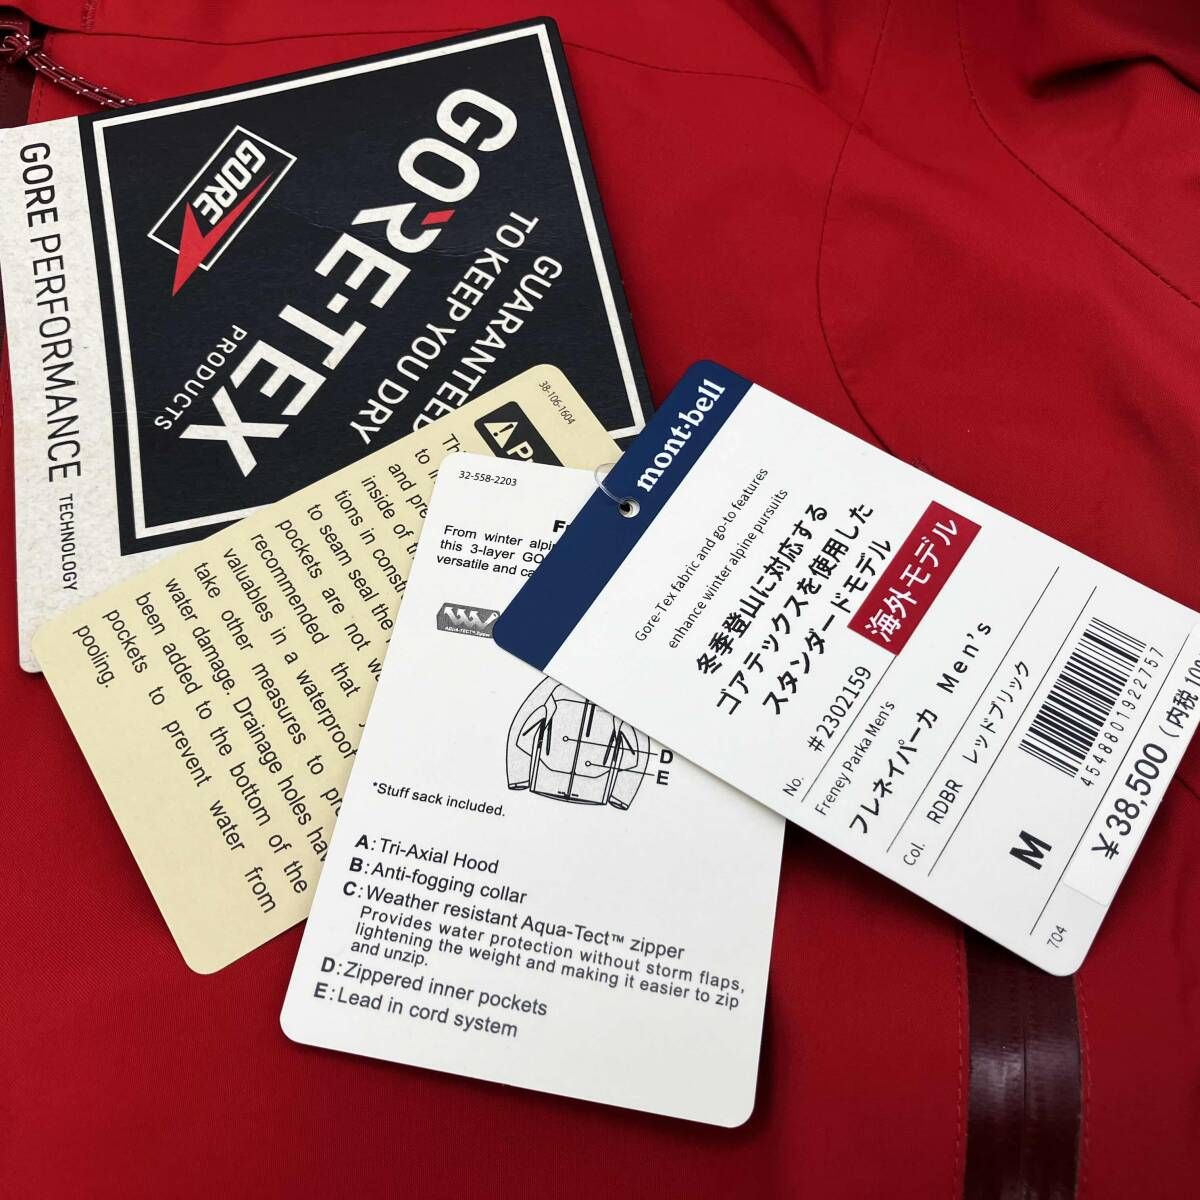 GORE PERFORMANCE TECHNOLOGY
GORE
GORE-TEX
PRODUCTS
GUARANTEED
TO KEEP YOU DRY
38-106-1604
to
inside of
tions in
to seam seal the
pockets are not
recommended that
valuables in a waterproof
take other measures to
water damage. Drainage holes
been added to the bottom of the
pockets to prevent water from
pooling.
32-558-2203
From winter
this 3-layer
versatile and
AQUA-TECT
D
E
*Stuff sack included.
A:Tri-Axial Hood
B:Anti-fogging collar
C:Weather resistant Aqua-Tect™ zipper
Provides water protection without storm flaps,
lightening the weight and making it easier to zip
and unzip.
D:Zippered inner pockets
E:Lead in cord system
mont-bell
Gore-Tex fabric and go-to features
enhance winter alpine pursuits
冬季登山に対応する
ゴアテックスを使用した
スタンダードモデル
海外モデル
No. #2302159
Freney Parka Men's
フレネイパーカ Men's
Col. RDBR レッドブリック
M
4548801922757
¥38,500(内税
704